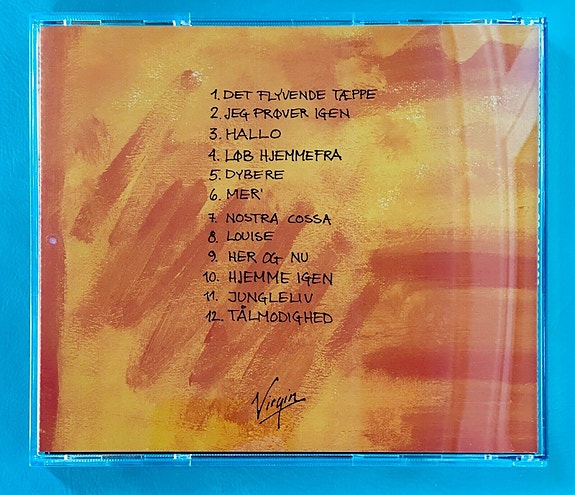 1. DET FLYVENDE TÆPPE
2. JEG PRØVER IGEN
3. HALLO
4. LØB HJEMMEFRA
5. DYBERE
6. MER'
7. NOSTRA COSSA
8. LOUISE
9. HER OG NU
10. HJEMME IGEN
11. JUNGLELIV
12. TÅLMODIGHED
Virgin